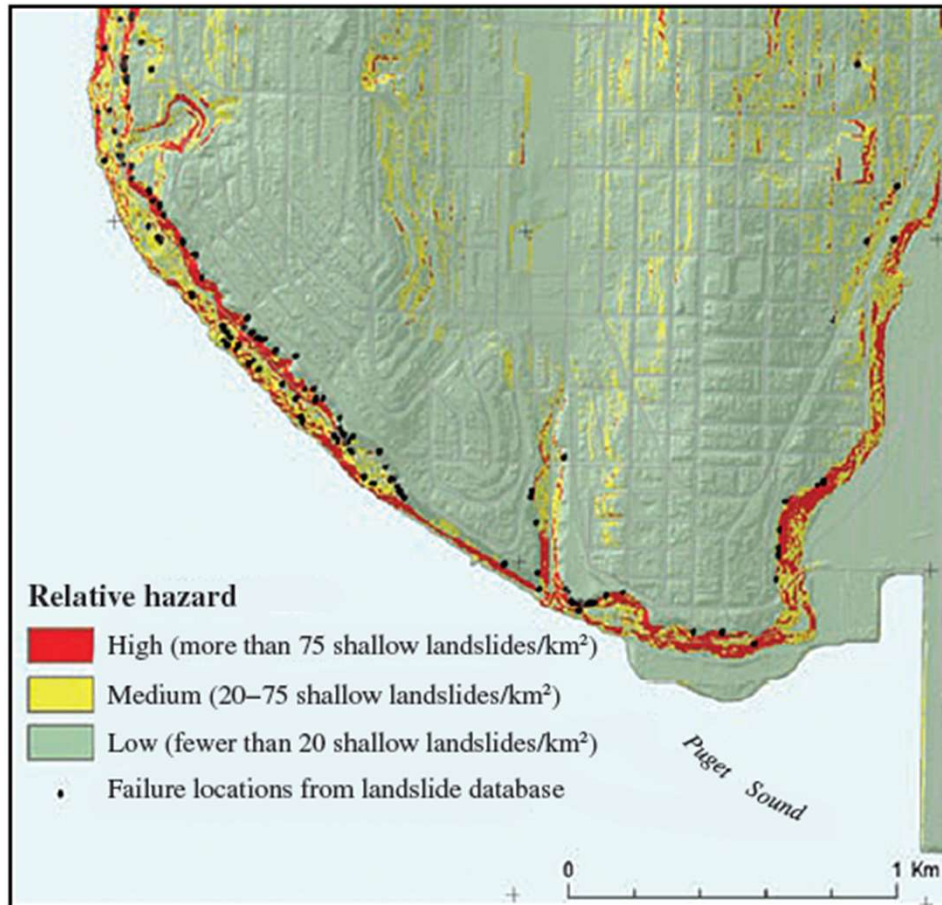 Relative hazard
High (more than 75 shallow landslides/km²)
Medium (20–75 shallow landslides/km²)
Low (fewer than 20 shallow landslides/km²)
Failure locations from landslide database
Puget Sound
0 1 Km